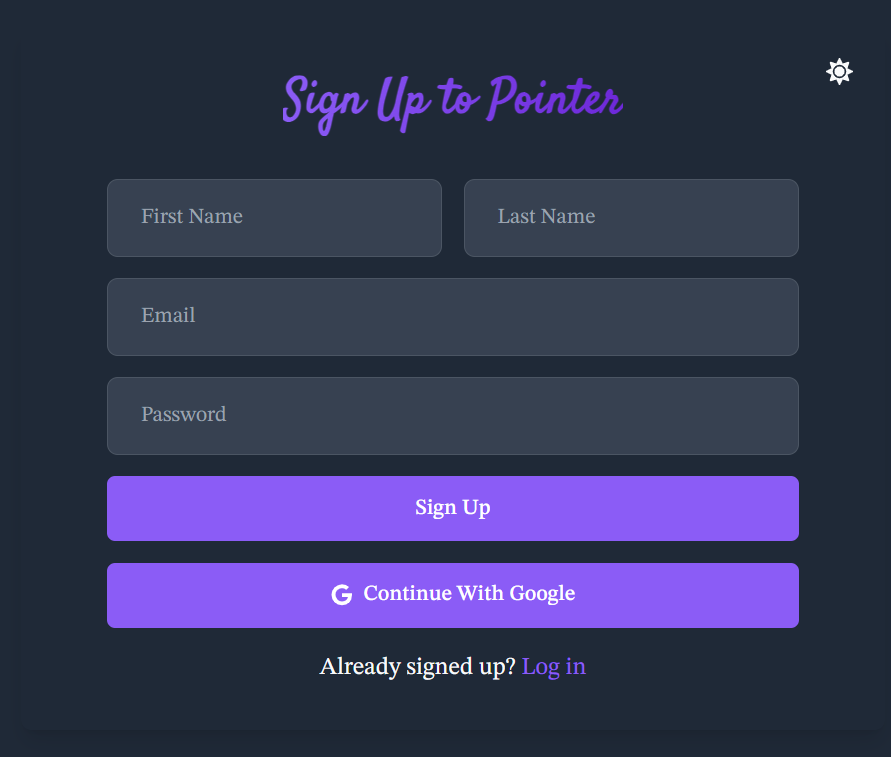 Sign Up to Pointer
First Name
Last Name
Email
Password
Sign Up
Continue With Google
Already signed up? Log in